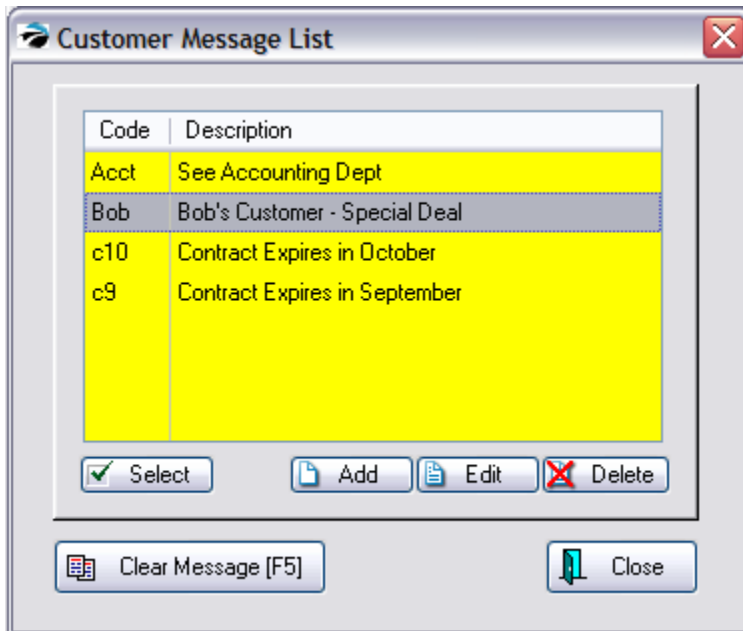 Customer Message List
Code Description
Acct See Accounting Dept
Bob Bob's Customer - Special Deal
c10 Contract Expires in October
c9 Contract Expires in September
Select Add Edit Delete
Clear Message [F5] Close